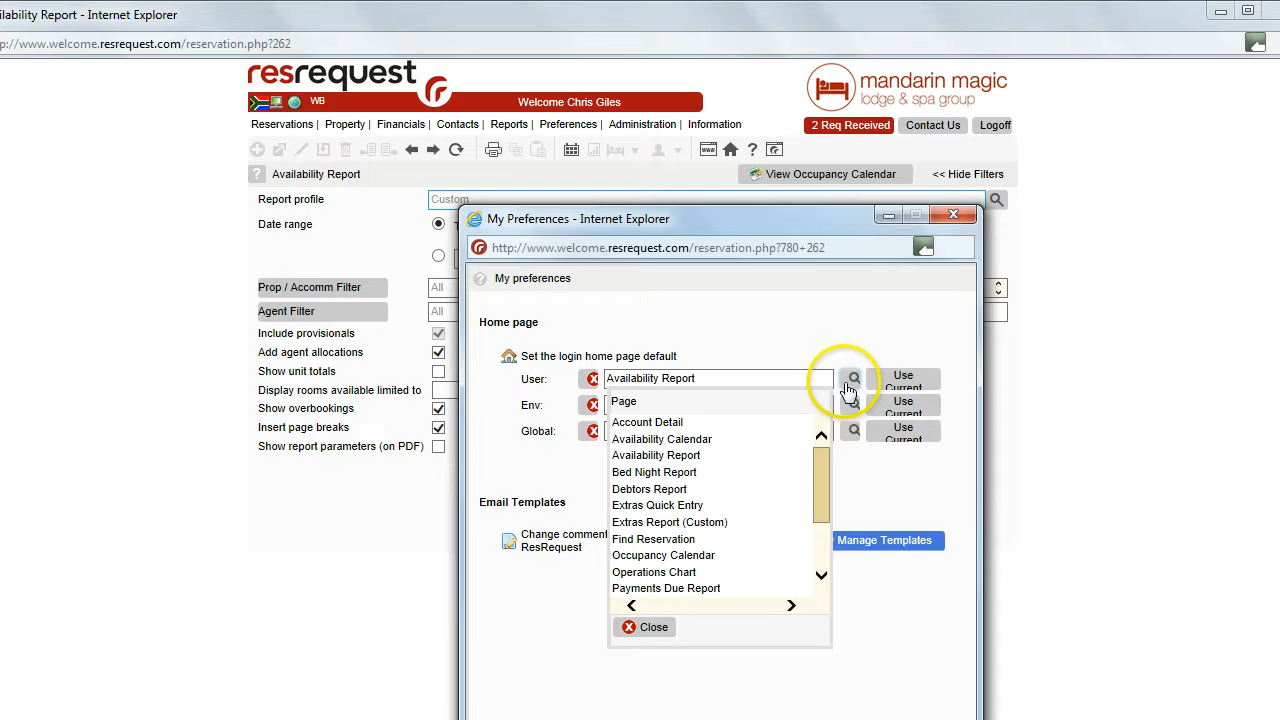 ilability Report - Internet Explorer
p://www.welcome.resrequest.com/reservation.php?262
resrequest
mandarin magic
lodge & spa group
WB
Welcome Chris Giles
Reservations | Property | Financials | Contacts | Reports | Preferences | Administration | Information
2 Req Received
Contact Us
Logoff
Availability Report
View Occupancy Calendar
<< Hide Filters
Report profile
Custom
Date range
Prop / Accomm Filter
All
Agent Filter
All
Include provisionals
Add agent allocations
Show unit totals
Display rooms available limited to
Show overbookings
Insert page breaks
Show report parameters (on PDF)
My Preferences - Internet Explorer
http://www.welcome.resrequest.com/reservation.php?780+262
My preferences
Home page
Set the login home page default
User:
Availability Report
Use Current
Env:
Use Current
Global:
Use Current
Page
Account Detail
Availability Calendar
Availability Report
Bed Night Report
Debtors Report
Extras Quick Entry
Extras Report (Custom)
Find Reservation
Occupancy Calendar
Operations Chart
Payments Due Report
Close
Email Templates
Change comment
ResRequest
Manage Templates